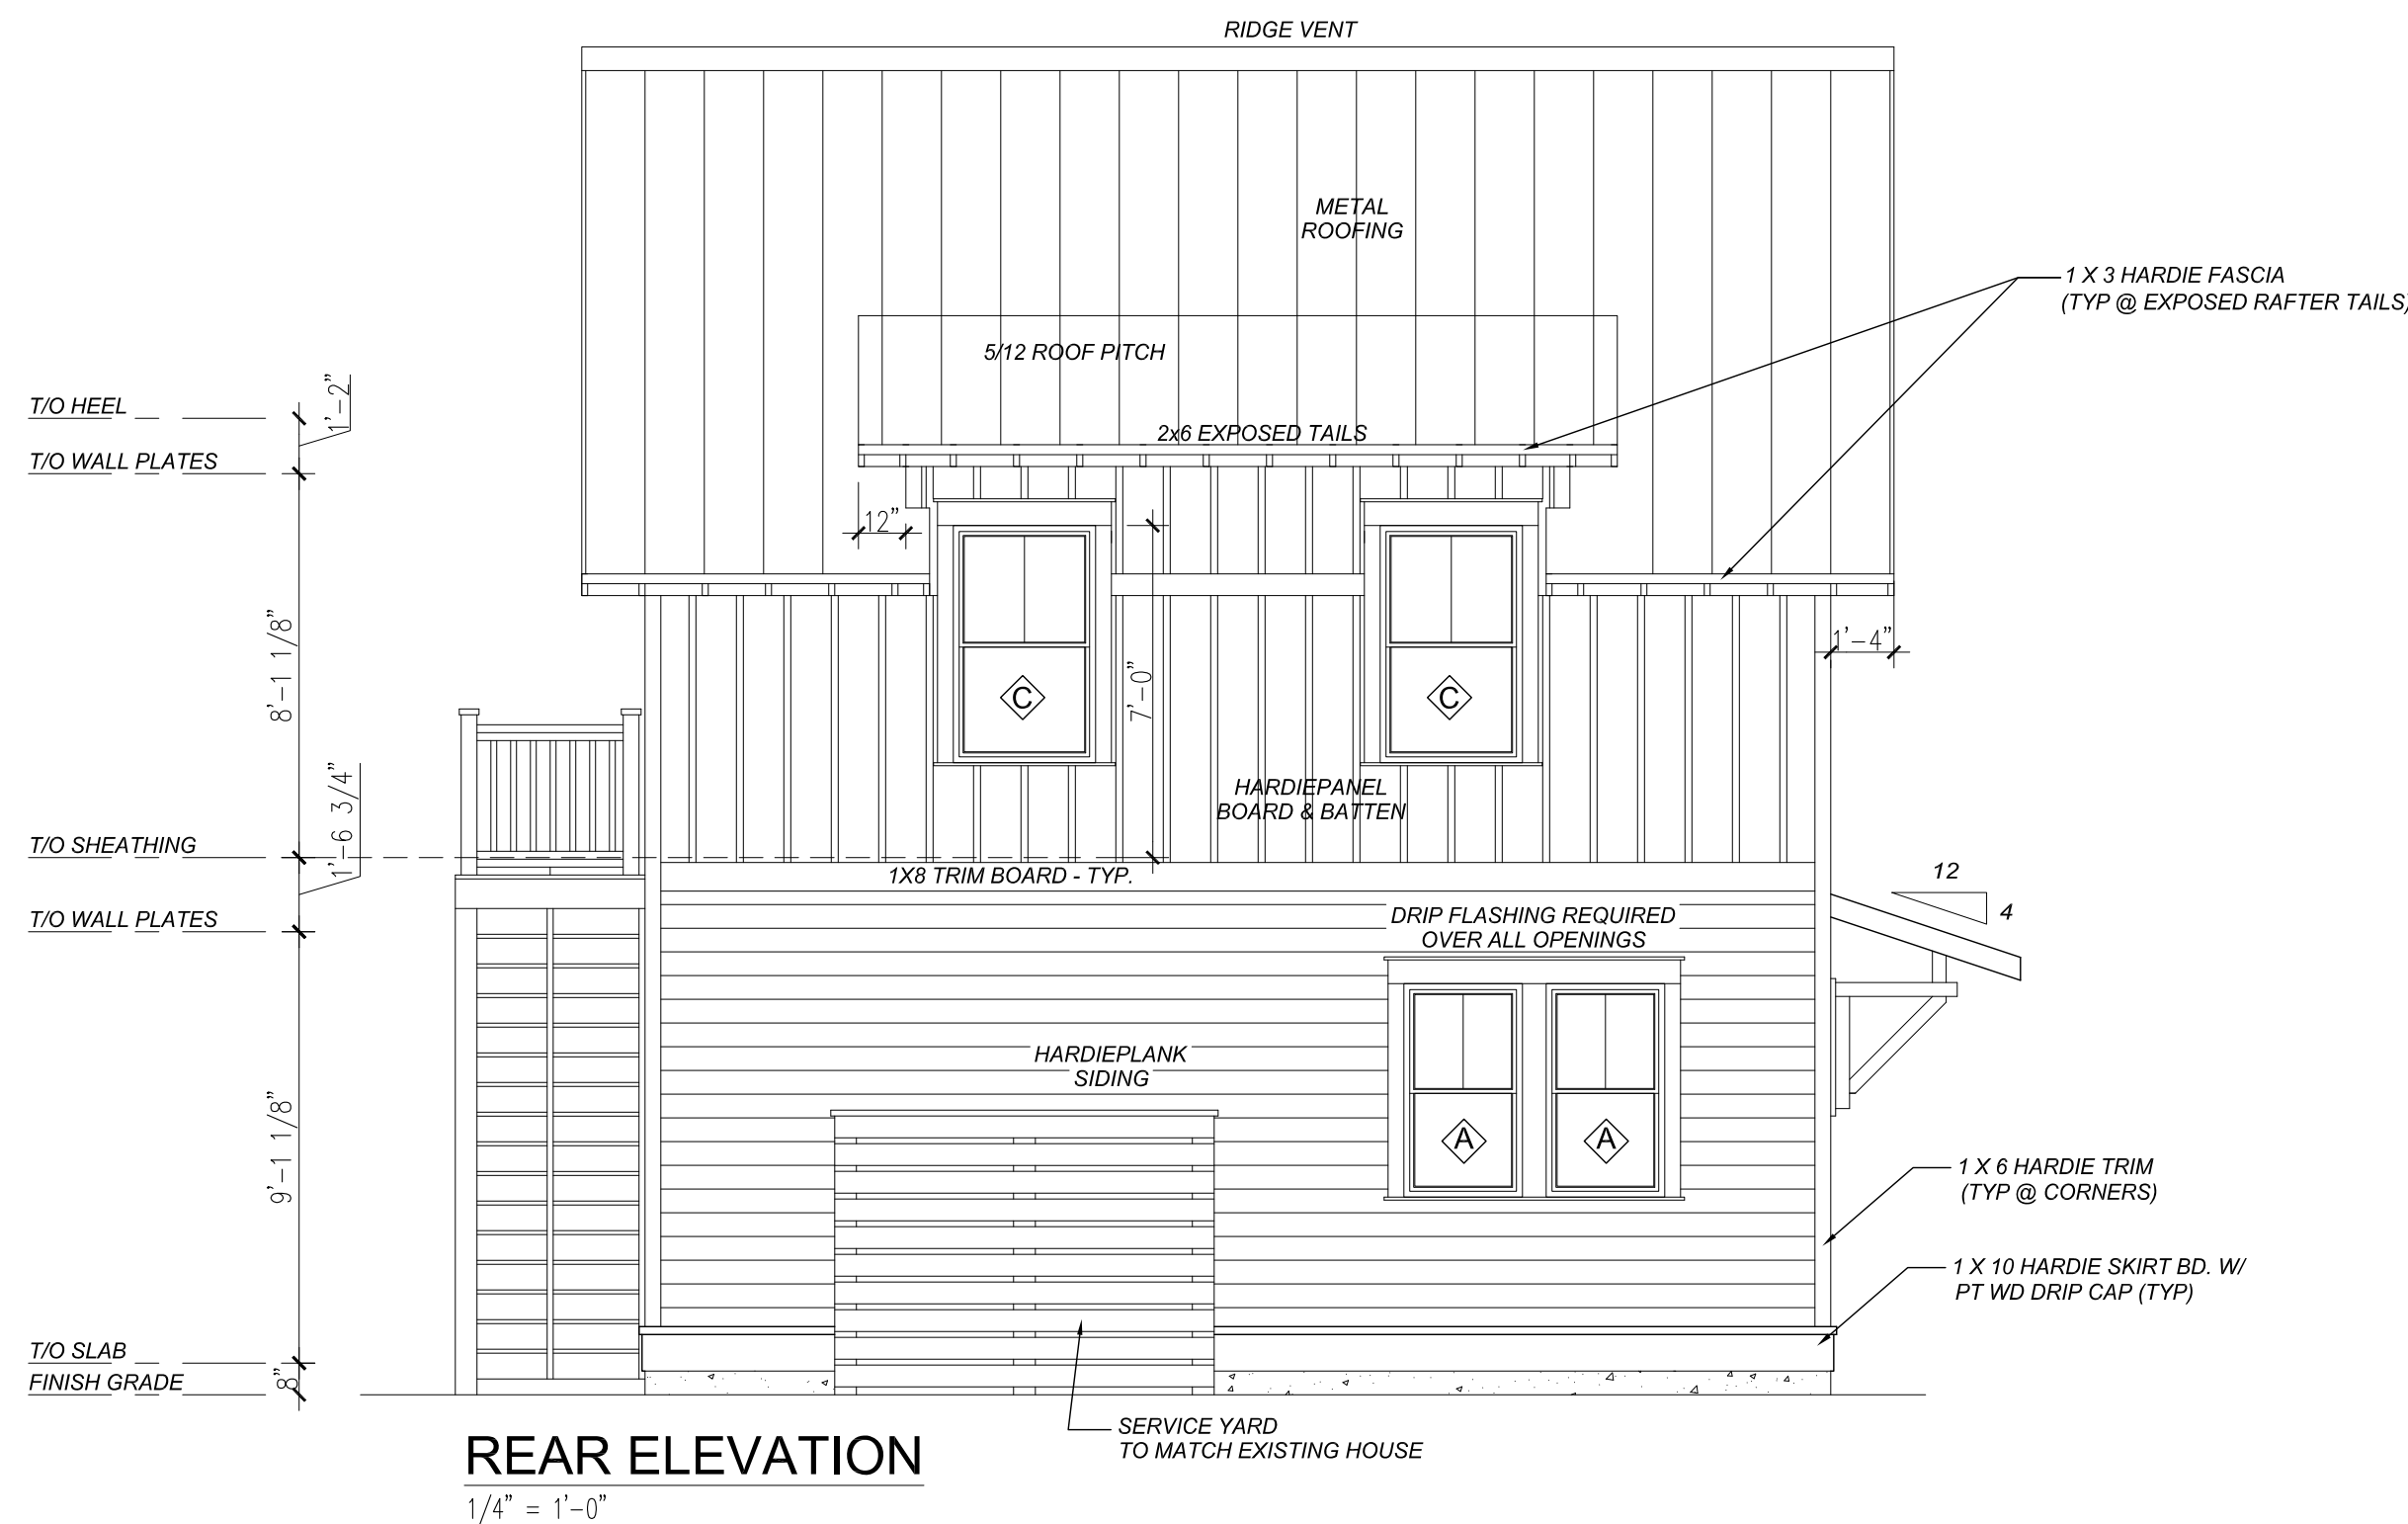 RIDGE VENT
METAL
ROOFING
1 X 3 HARDIE FASCIA
(TYP @ EXPOSED RAFTER TAILS)
5/12 ROOF PITCH
1'-2"
T/O HEEL
2x6 EXPOSED TAILS
T/O WALL PLATES
12"
8'-1 1/8"
1'-4"
7'-0"
C
C
1'-6 3/4"
HARDIEPANEL
BOARD & BATTEN
T/O SHEATHING
1X8 TRIM BOARD - TYP.
12
4
T/O WALL PLATES
DRIP FLASHING REQUIRED
OVER ALL OPENINGS
HARDIEPLANK
SIDING
9'-1 1/8"
A
A
1 X 6 HARDIE TRIM
(TYP @ CORNERS)
1 X 10 HARDIE SKIRT BD. W/
PT WD DRIP CAP (TYP)
T/O SLAB
8"
FINISH GRADE
SERVICE YARD
TO MATCH EXISTING HOUSE
REAR ELEVATION
1/4" = 1'-0"